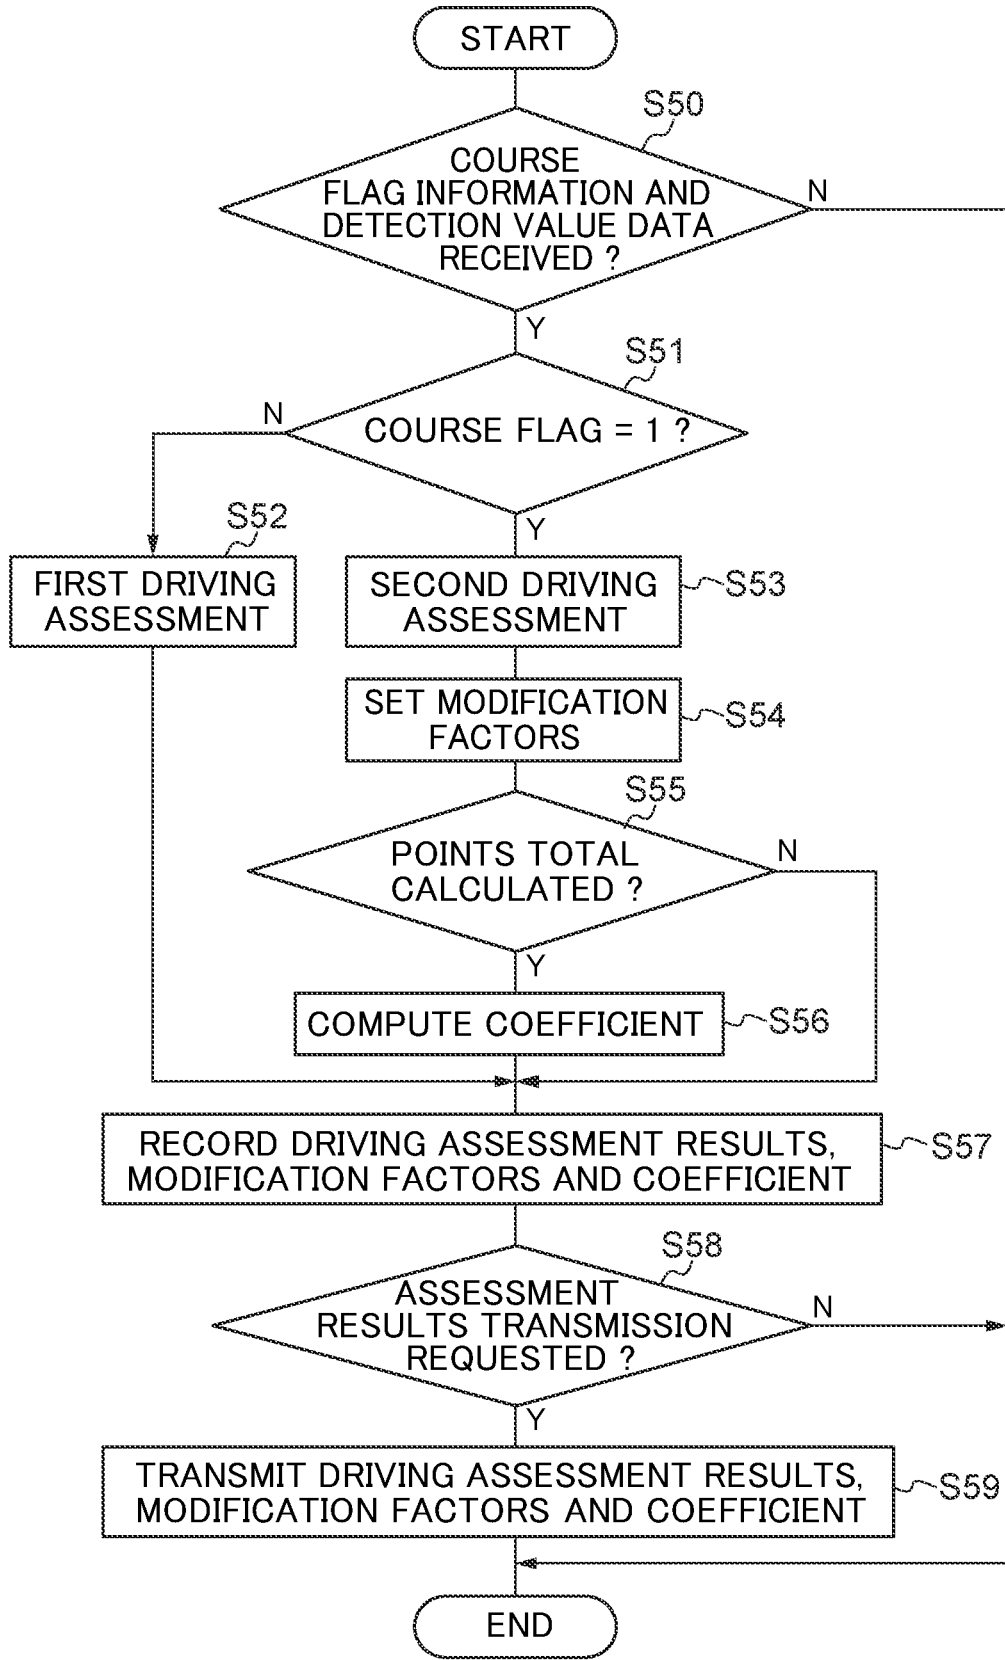 START
S50
COURSE
FLAG INFORMATION AND
DETECTION VALUE DATA
RECEIVED ?
N
Y
S51
COURSE FLAG = 1 ?
N
Y
S52
FIRST DRIVING
ASSESSMENT
SECOND DRIVING
ASSESSMENT
S53
SET MODIFICATION
FACTORS
S54
S55
POINTS TOTAL
CALCULATED ?
N
Y
COMPUTE COEFFICIENT
S56
RECORD DRIVING ASSESSMENT RESULTS,
MODIFICATION FACTORS AND COEFFICIENT
S57
S58
ASSESSMENT
RESULTS TRANSMISSION
REQUESTED ?
N
Y
TRANSMIT DRIVING ASSESSMENT RESULTS,
MODIFICATION FACTORS AND COEFFICIENT
S59
END